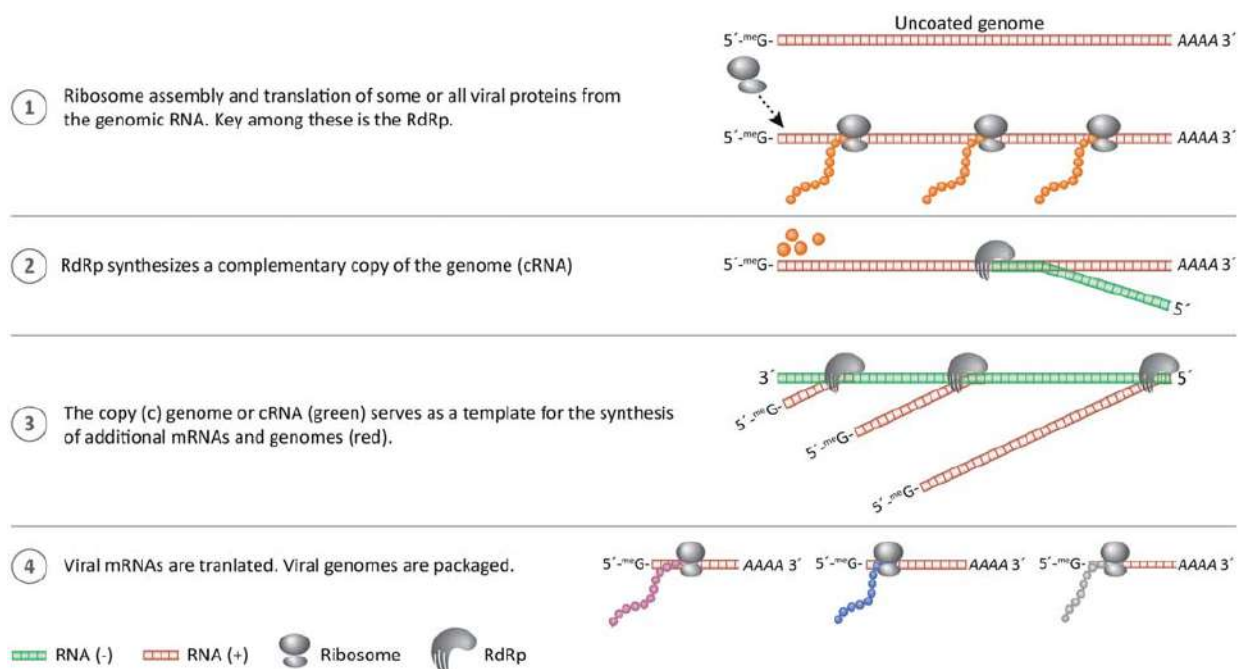 Uncoated genome
5´-meG- AAAA 3´
1 Ribosome assembly and translation of some or all viral proteins from
the genomic RNA. Key among these is the RdRp.
5´-meG- AAAA 3´
2 RdRp synthesizes a complementary copy of the genome (cRNA)
5´-meG- AAAA 3´
5´
3´ 5´
3 The copy (c) genome or cRNA (green) serves as a template for the synthesis
of additional mRNAs and genomes (red).
5´-meG-
5´-meG-
5´-meG-
4 Viral mRNAs are tranlated. Viral genomes are packaged.
5´-meG- AAAA 3´ 5´-meG- AAAA 3´ 5´-meG- AAAA 3´
RNA (-) RNA (+) Ribosome RdRp